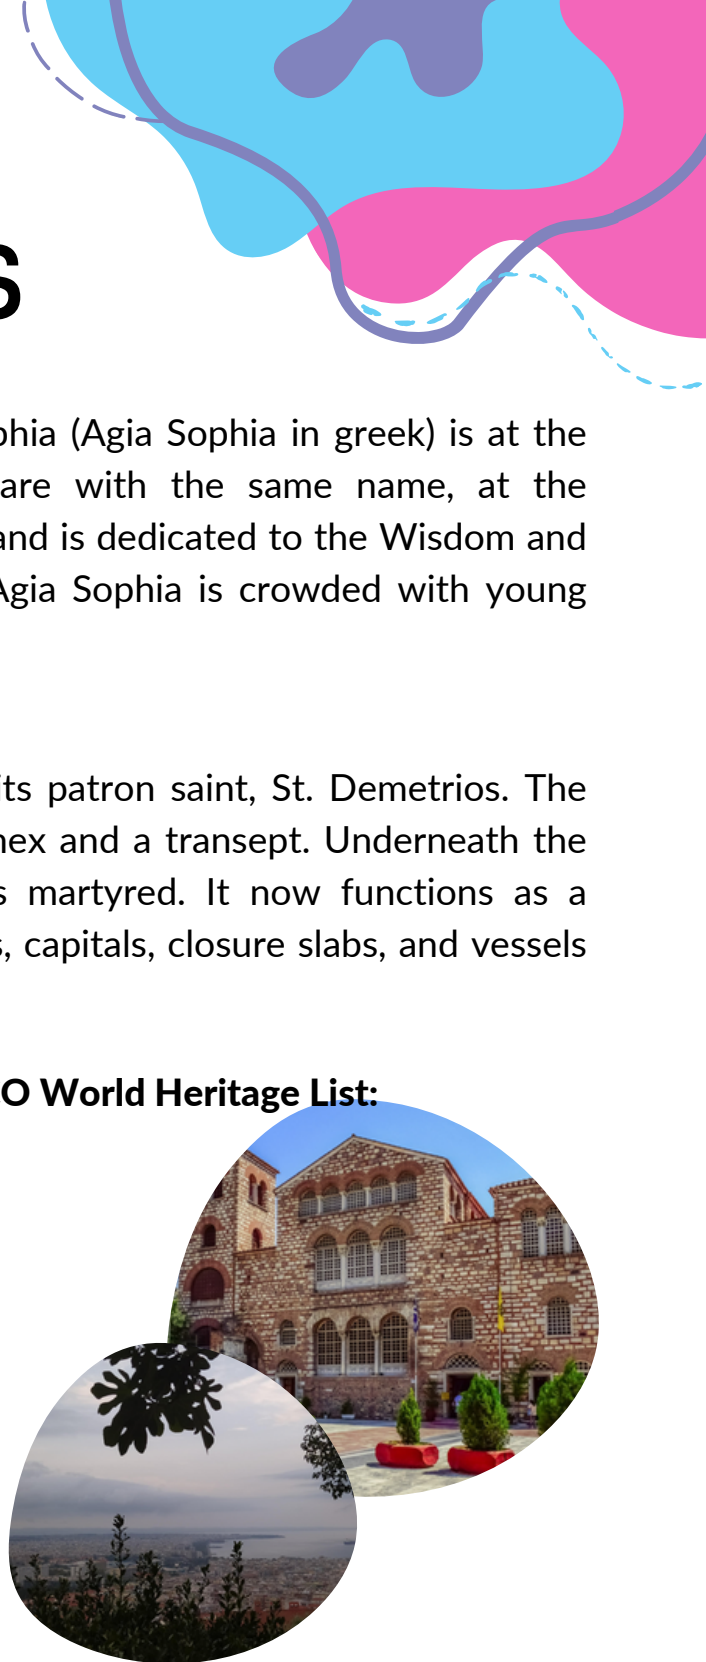 S
phia (Agia Sophia in greek) is at the
are with the same name, at the
and is dedicated to the Wisdom and
Agia Sophia is crowded with young
its patron saint, St. Demetrios. The
nex and a transept. Underneath the
s martyred. It now functions as a
s, capitals, closure slabs, and vessels
O World Heritage List: